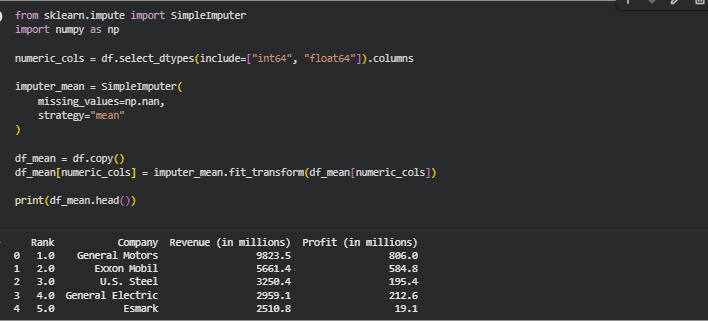 from sklearn.impute import SimpleImputer
import numpy as np

numeric_cols = df.select_dtypes(include=["int64", "float64"]).columns

imputer_mean = SimpleImputer(
    missing_values=np.nan,
    strategy="mean"
)

df_mean = df.copy()
df_mean[numeric_cols] = imputer_mean.fit_transform(df_mean[numeric_cols])

print(df_mean.head())

   Rank           Company  Revenue (in millions)  Profit (in millions)
0   1.0    General Motors                 9823.5                 806.0
1   2.0       Exxon Mobil                 5661.4                 584.8
2   3.0        U.S. Steel                 3250.4                 195.4
3   4.0  General Electric                 2959.1                 212.6
4   5.0            Esmark                 2510.8                  19.1